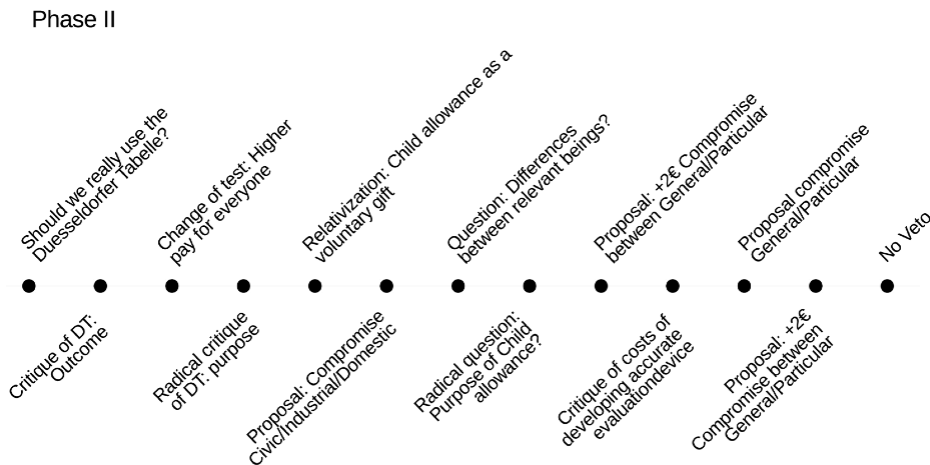 Phase II
Should we really use the
Duesseldorfer Tabelle?
Critique of DT:
Outcome
Change of test: Higher
pay for everyone
Radical critique
of DT: purpose
Relativization: Child allowance as a
voluntary gift
Proposal: Compromise
Civic/Industrial/Domestic
Question: Differences
between relevant beings?
Radical question:
Purpose of Child
allowance?
Proposal: +2€ Compromise
between General/Particular
Critique of costs of
developing accurate
evaluationdevice
Proposal compromise
General/Particular
Proposal: +2€
Compromise between
General/Particular
No Veto